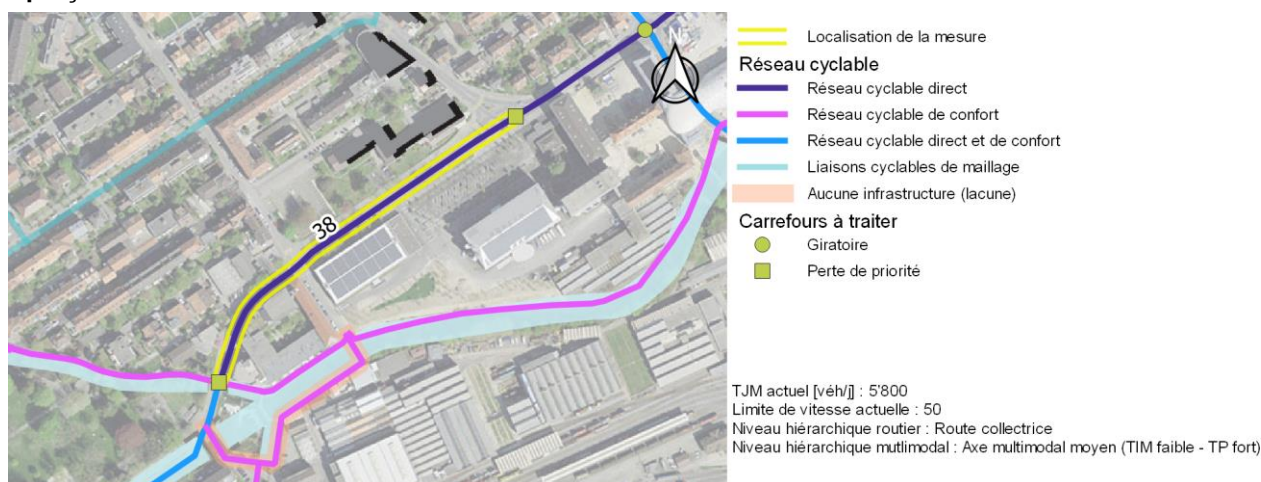 N
38
Localisation de la mesure
Réseau cyclable
Réseau cyclable direct
Réseau cyclable de confort
Réseau cyclable direct et de confort
Liaisons cyclables de maillage
Aucune infrastructure (lacune)
Carrefours à traiter
Giratoire
Perte de priorité
TJM actuel [véh/j] : 5'800
Limite de vitesse actuelle : 50
Niveau hiérarchique routier : Route collectrice
Niveau hiérarchique mutlimodal : Axe multimodal moyen (TIM faible - TP fort)